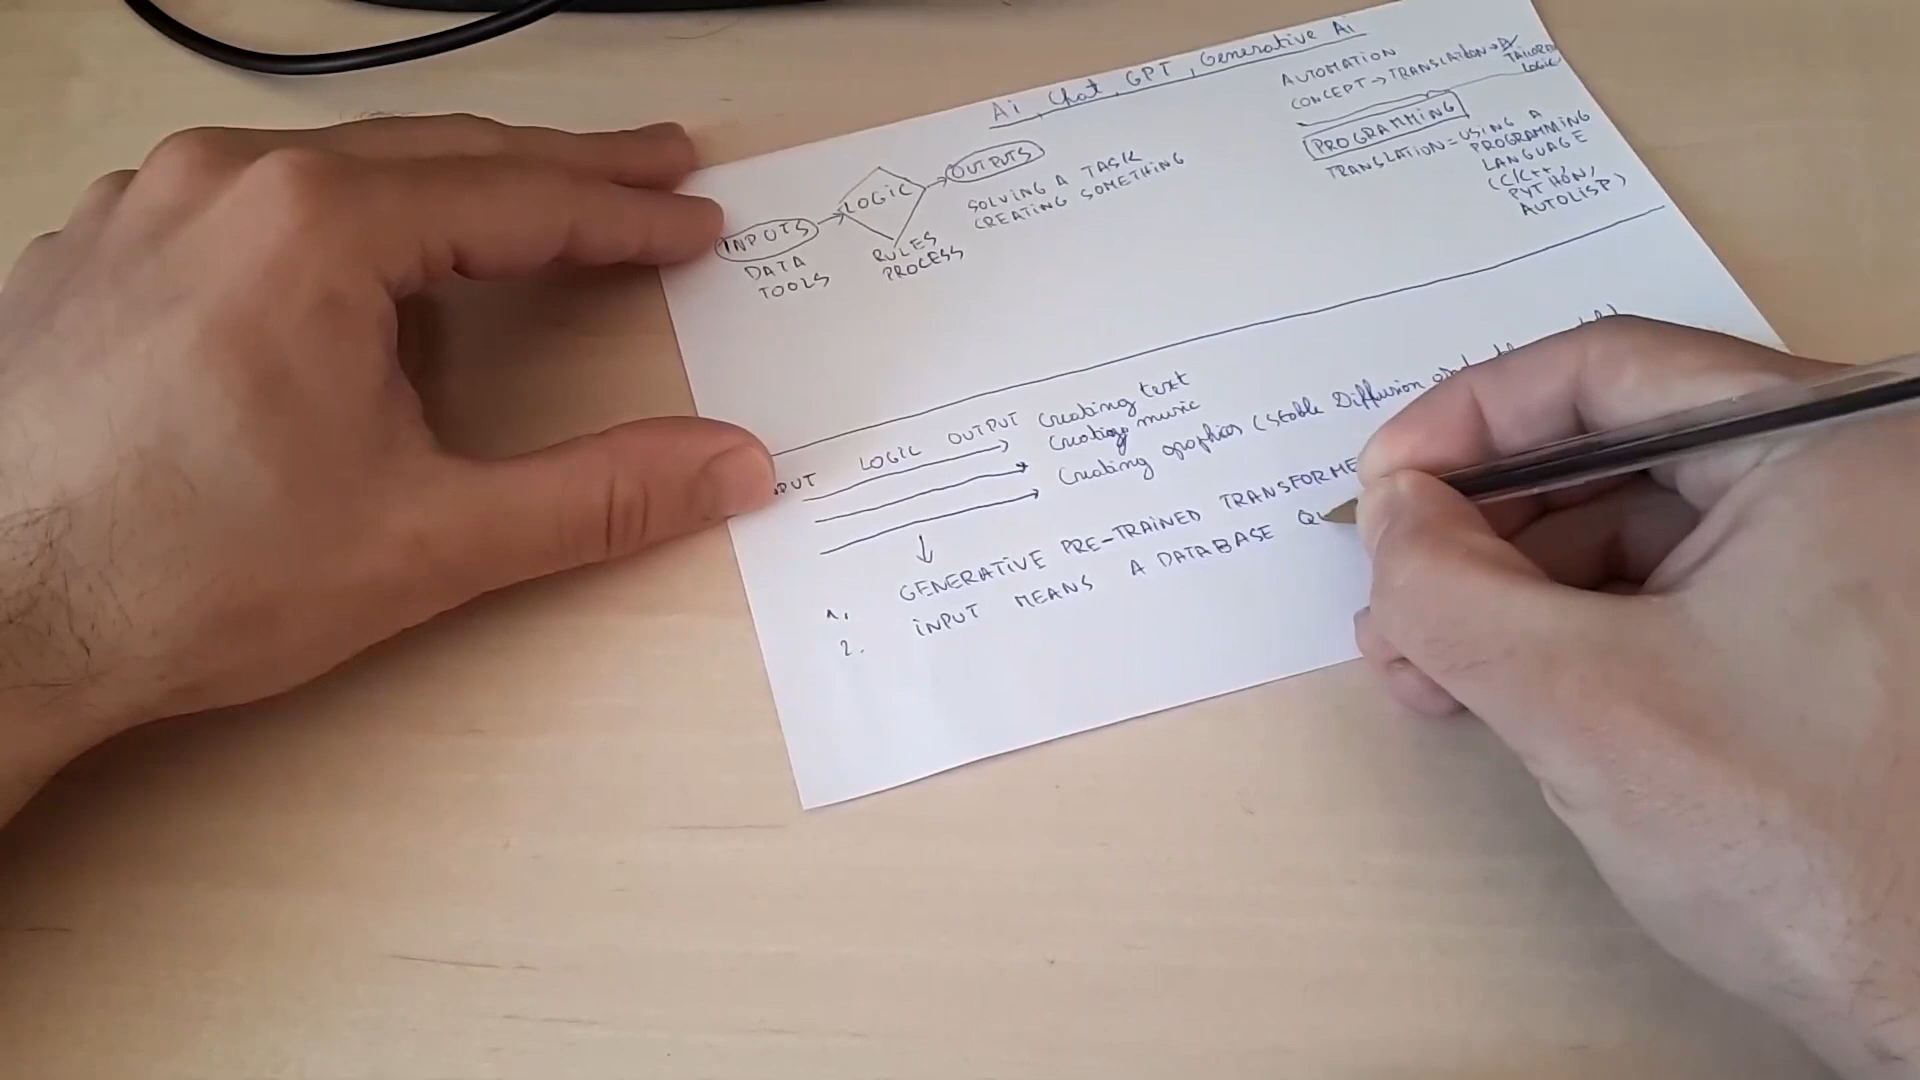 Ai, Chat, GPT, Generative Ai
INPUTS
DATA
TOOLS
LOGIC
RULES
PROCESS
OUTPUTS
SOLVING A TASK
CREATING SOMETHING
AUTOMATION
CONCEPT → TRANSLATION → 
TAILORED
LOGIC
PROGRAMMING
TRANSLATION = USING A
PROGRAMMING
LANGUAGE
(C/C++,
PYTHON,
AUTOLISP)
LOGIC OUTPUT
Creating text
Creating music
Creating graphics (Stable Diffusion
1. GENERATIVE PRE-TRAINED
2. INPUT MEANS A DATABASE